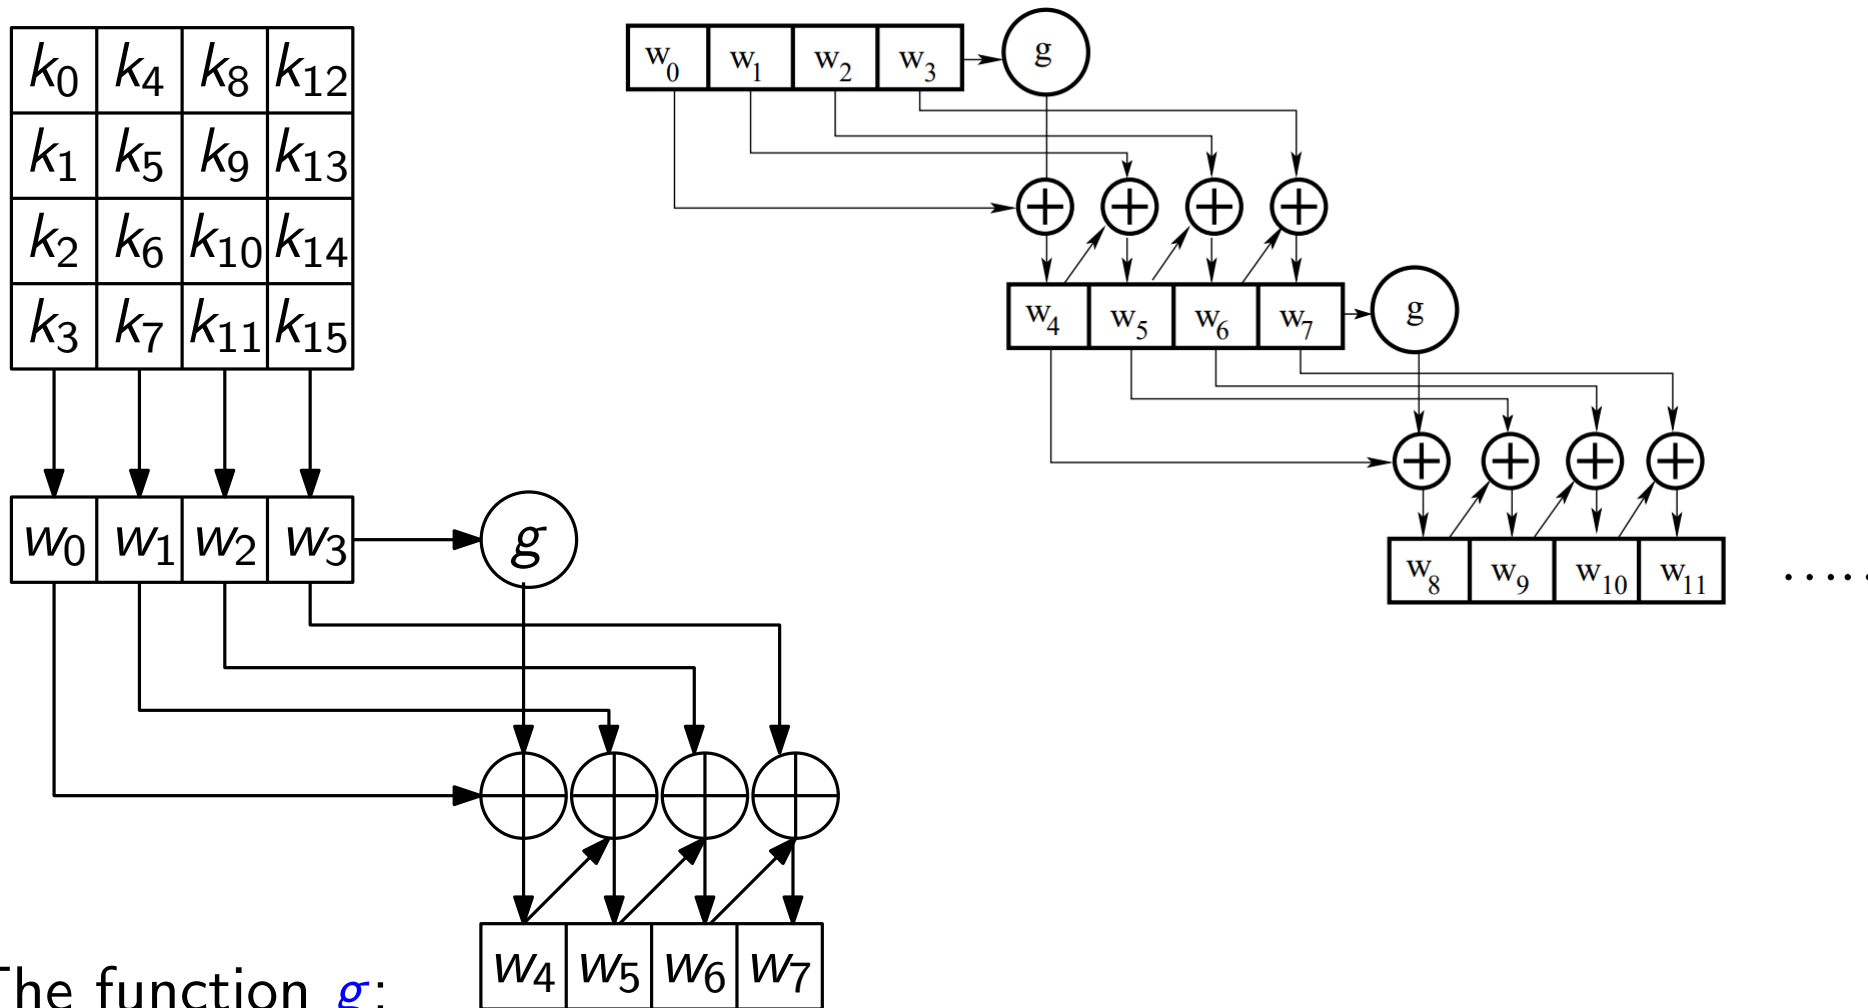 k0 k4 k8 k12
k1 k5 k9 k13
k2 k6 k10 k14
k3 k7 k11 k15
w0 w1 w2 w3
g
w4 w5 w6 w7
The function g:
w0 w1 w2 w3
g
w4 w5 w6 w7
g
w8 w9 w10 w11
.....